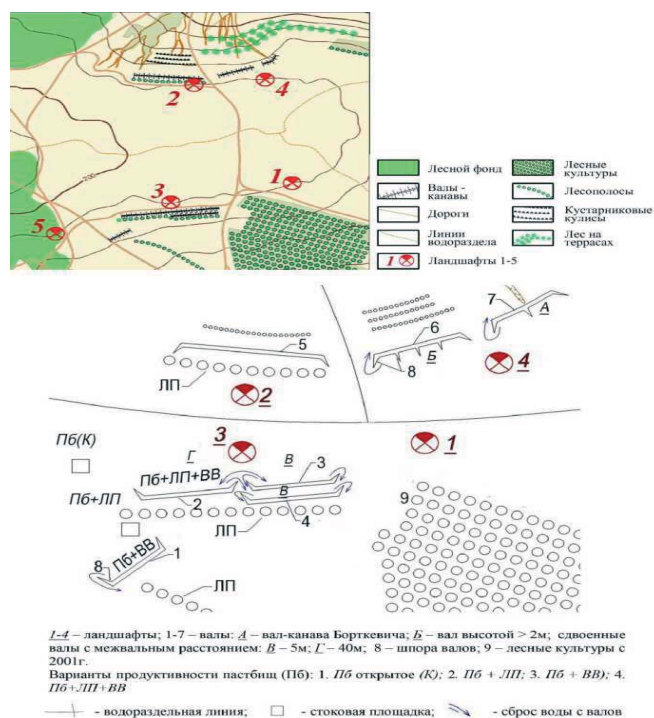 2
4
1
3
5
200
Лесной фонд
Лесные культуры
Валы - канавы
Лесополосы
Дороги
Кустарниковые кулисы
Линии водораздела
Лес на террасах
1 Ландшафты 1-5
7
А
6
5
Б
8
4
ЛП
2
Пб(К)
3
1
Г
В
Пб+ЛП+ВВ
3
9
Пб+ЛП
В
2
4
ЛП
Пб+ВВ
1
8
ЛП
1-4 – ландшафты; 1-7 – валы: А – вал-канава Борткевича; Б – вал высотой > 2м; сдвоенные
валы с межвальным расстоянием: В – 5м; Г – 40м; 8 – шпора валов; 9 – лесные культуры с
2001г.
Варианты продуктивности пастбищ (Пб): 1. Пб открытое (К); 2. Пб + ЛП; 3. Пб + ВВ); 4.
Пб+ЛП+ВВ
- водораздельная линия; - стоковая площадка; - сброс воды с валов